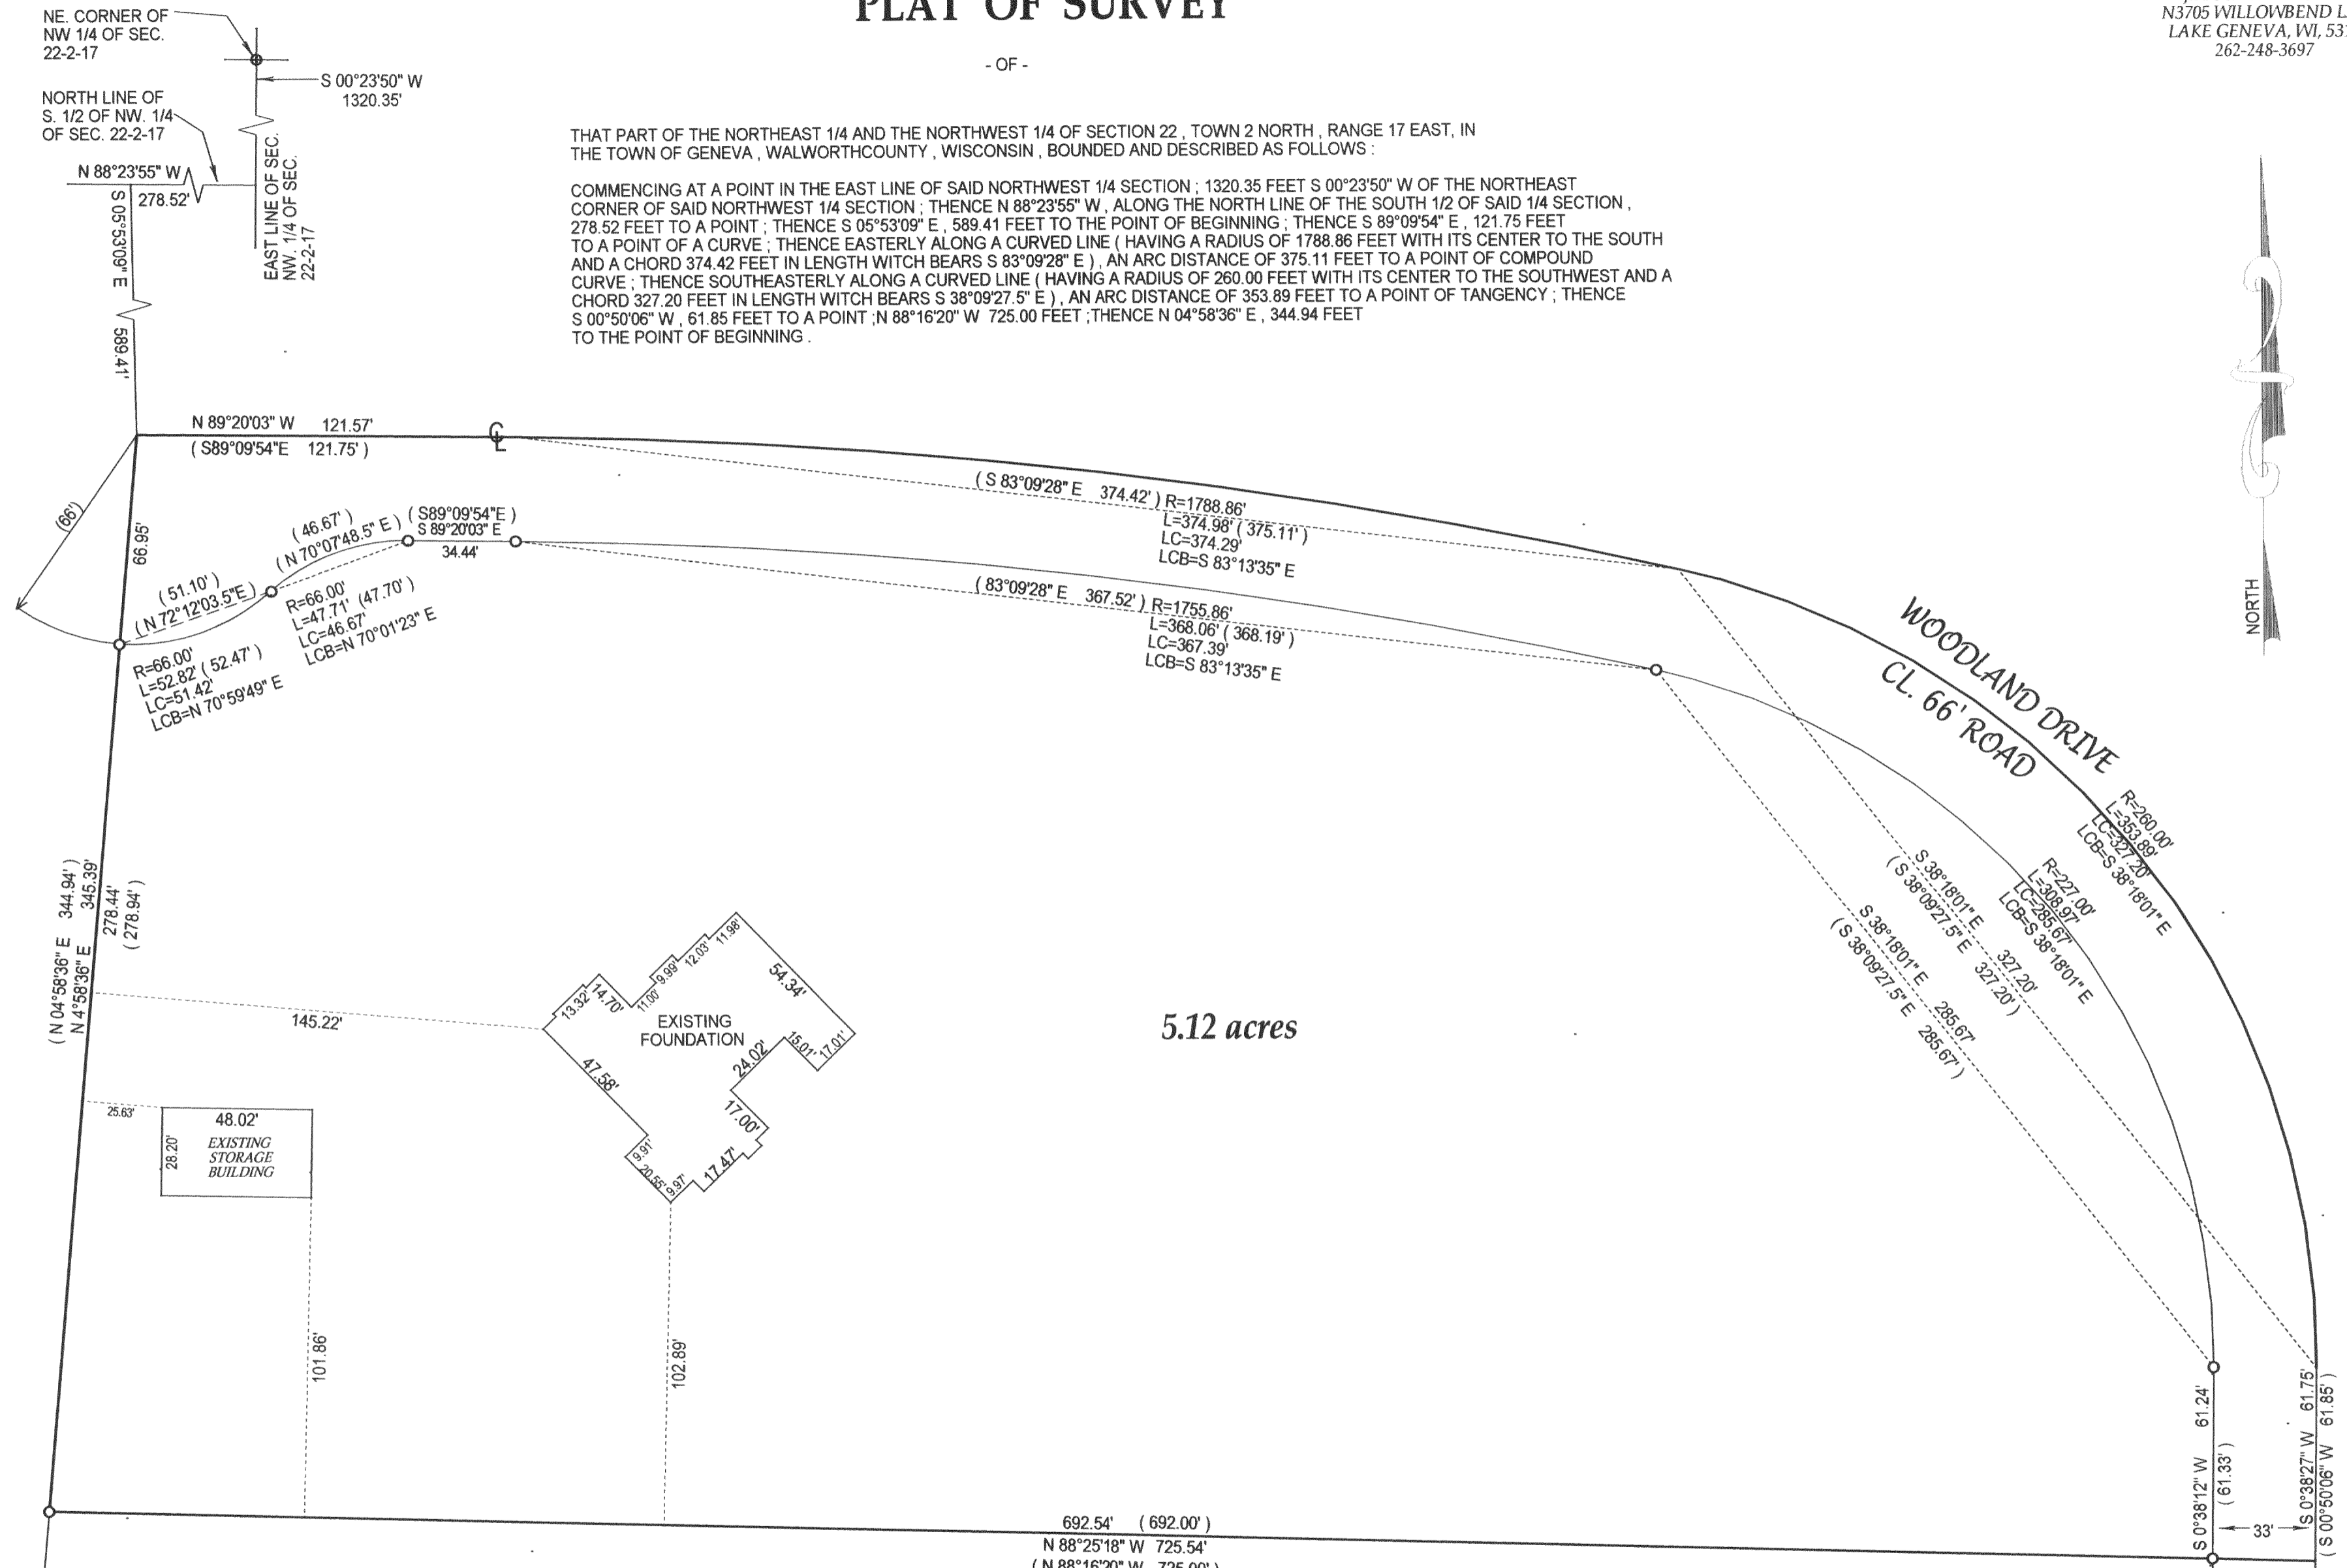 PLAT OF SURVEY
- OF -
N3705 WILLOWBEND
LAKE GENEVA, WI,
262-248-3697
NE. CORNER OF
NW 1/4 OF SEC.
22-2-17
S 00°23'50" W
1320.35'
NORTH LINE OF
S. 1/2 OF NW. 1/4
OF SEC. 22-2-17
N 88°23'55" W
278.52'
EAST LINE OF SEC.
NW. 1/4 OF SEC.
22-2-17
S 05°53'09" E
589.41'
THAT PART OF THE NORTHEAST 1/4 AND THE NORTHWEST 1/4 OF SECTION 22 , TOWN 2 NORTH , RANGE 17 EAST, IN
THE TOWN OF GENEVA , WALWORTHCOUNTY , WISCONSIN , BOUNDED AND DESCRIBED AS FOLLOWS :
COMMENCING AT A POINT IN THE EAST LINE OF SAID NORTHWEST 1/4 SECTION ; 1320.35 FEET S 00°23'50" W OF THE NORTHEAST
CORNER OF SAID NORTHWEST 1/4 SECTION ; THENCE N 88°23'55" W , ALONG THE NORTH LINE OF THE SOUTH 1/2 OF SAID 1/4 SECTION ,
278.52 FEET TO A POINT ; THENCE S 05°53'09" E , 589.41 FEET TO THE POINT OF BEGINNING ; THENCE S 89°09'54" E , 121.75 FEET
TO A POINT OF A CURVE ; THENCE EASTERLY ALONG A CURVED LINE ( HAVING A RADIUS OF 1788.86 FEET WITH ITS CENTER TO THE SOUTH
AND A CHORD 374.42 FEET IN LENGTH WITCH BEARS S 83°09'28" E ) , AN ARC DISTANCE OF 375.11 FEET TO A POINT OF COMPOUND
CURVE ; THENCE SOUTHEASTERLY ALONG A CURVED LINE ( HAVING A RADIUS OF 260.00 FEET WITH ITS CENTER TO THE SOUTHWEST AND A
CHORD 327.20 FEET IN LENGTH WITCH BEARS S 38°09'27.5" E ) , AN ARC DISTANCE OF 353.89 FEET TO A POINT OF TANGENCY ; THENCE
S 00°50'06" W , 61.85 FEET TO A POINT ;N 88°16'20" W 725.00 FEET ;THENCE N 04°58'36" E , 344.94 FEET
TO THE POINT OF BEGINNING .
NORTH
N 89°20'03" W 121.57'
( S89°09'54"E 121.75' )
CL
(66')
66.95'
( 46.67' )
( N 70°07'48.5" E )
( S89°09'54"E )
S 89°20'03" E
34.44'
( 51.10' )
( N 72°12'03.5"E )
R=66.00'
L=47.71' (47.70' )
LC=46.67'
LCB=N 70°01'23" E
R=66.00'
L=52.82' ( 52.47' )
LC=51.42'
LCB=N 70°59'49" E
( S 83°09'28" E 374.42' ) R=1788.86'
L=374.98' ( 375.11' )
LC=374.29'
LCB=S 83°13'35" E
( 83°09'28" E 367.52' ) R=1755.86'
L=368.06' ( 368.19' )
LC=367.39'
LCB=S 83°13'35" E
WOODLAND DRIVE
CL. 66' ROAD
R=260.00'
L=353.89'
LC=327.20'
LCB=S 38°18'01" E
R=227.00'
L=308.97'
LC=285.67'
LCB=S 38°18'01" E
S 38°18'01" E 327.20'
( S 38°09'27.5" E 327.20' )
S 38°18'01" E 285.67'
( S 38°09'27.5" E 285.67' )
( N 04°58'36" E 344.94' )
N 4°58'36" E 345.39'
278.44'
( 278.94' )
145.22'
13.32'
14.70'
11.00'
9.99'
12.03'
11.98'
54.34'
EXISTING
FOUNDATION
47.58'
24.02'
15.01'
17.01'
17.00'
17.47'
9.91'
20.55'
9.97'
5.12 acres
25.63'
48.02'
28.20'
EXISTING
STORAGE
BUILDING
101.86'
102.89'
S 0°38'12" W 61.24'
( 61.33' )
S 0°38'27" W 61.75'
( S 00°50'06" W 61.85' )
33'
692.54' ( 692.00' )
N 88°25'18" W 725.54'
( N 88°16'20" W 725.00' )